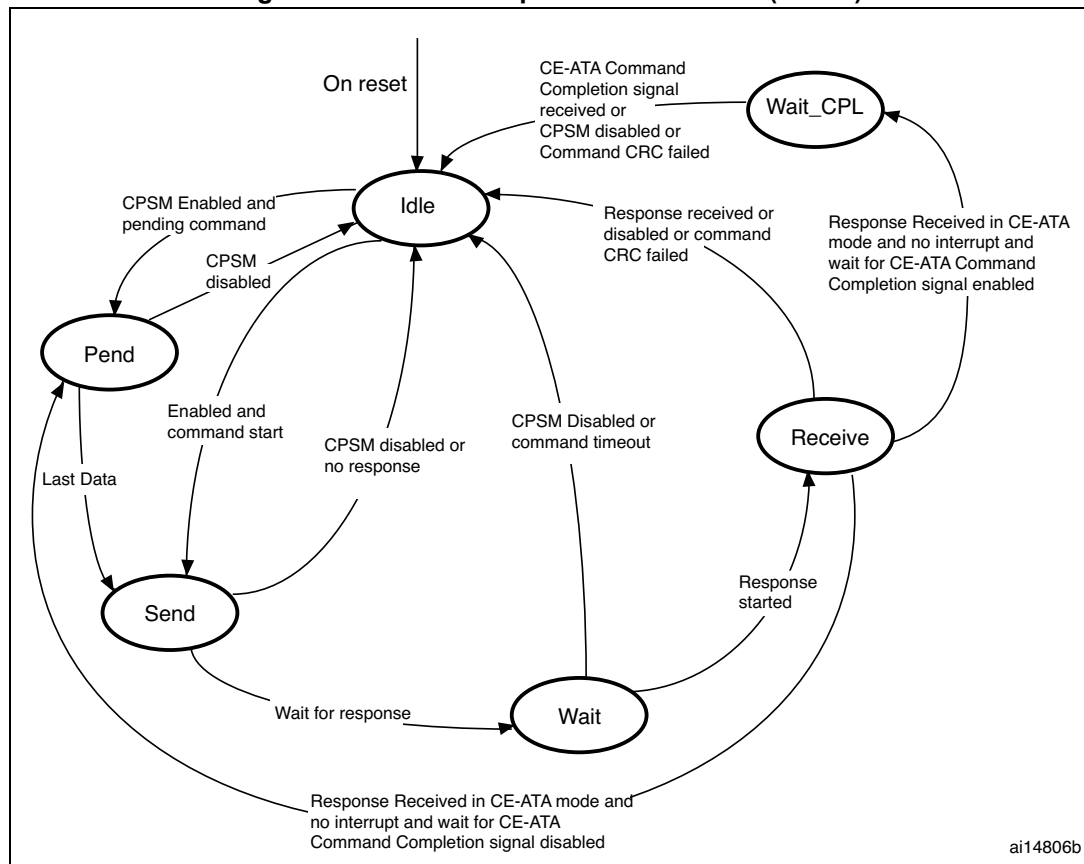 On reset
CE-ATA Command
Completion signal
received or
CPSM disabled or
Command CRC failed
Wait_CPL
Idle
CPSM Enabled and
pending command
CPSM
disabled
Response received or
disabled or command
CRC failed
Response Received in CE-ATA
mode and no interrupt and
wait for CE-ATA Command
Completion signal enabled
Pend
Enabled and
command start
CPSM disabled or
no response
CPSM Disabled or
command timeout
Receive
Last Data
Send
Response
started
Wait for response
Wait
Response Received in CE-ATA mode and
no interrupt and wait for CE-ATA
Command Completion signal disabled
ai14806b